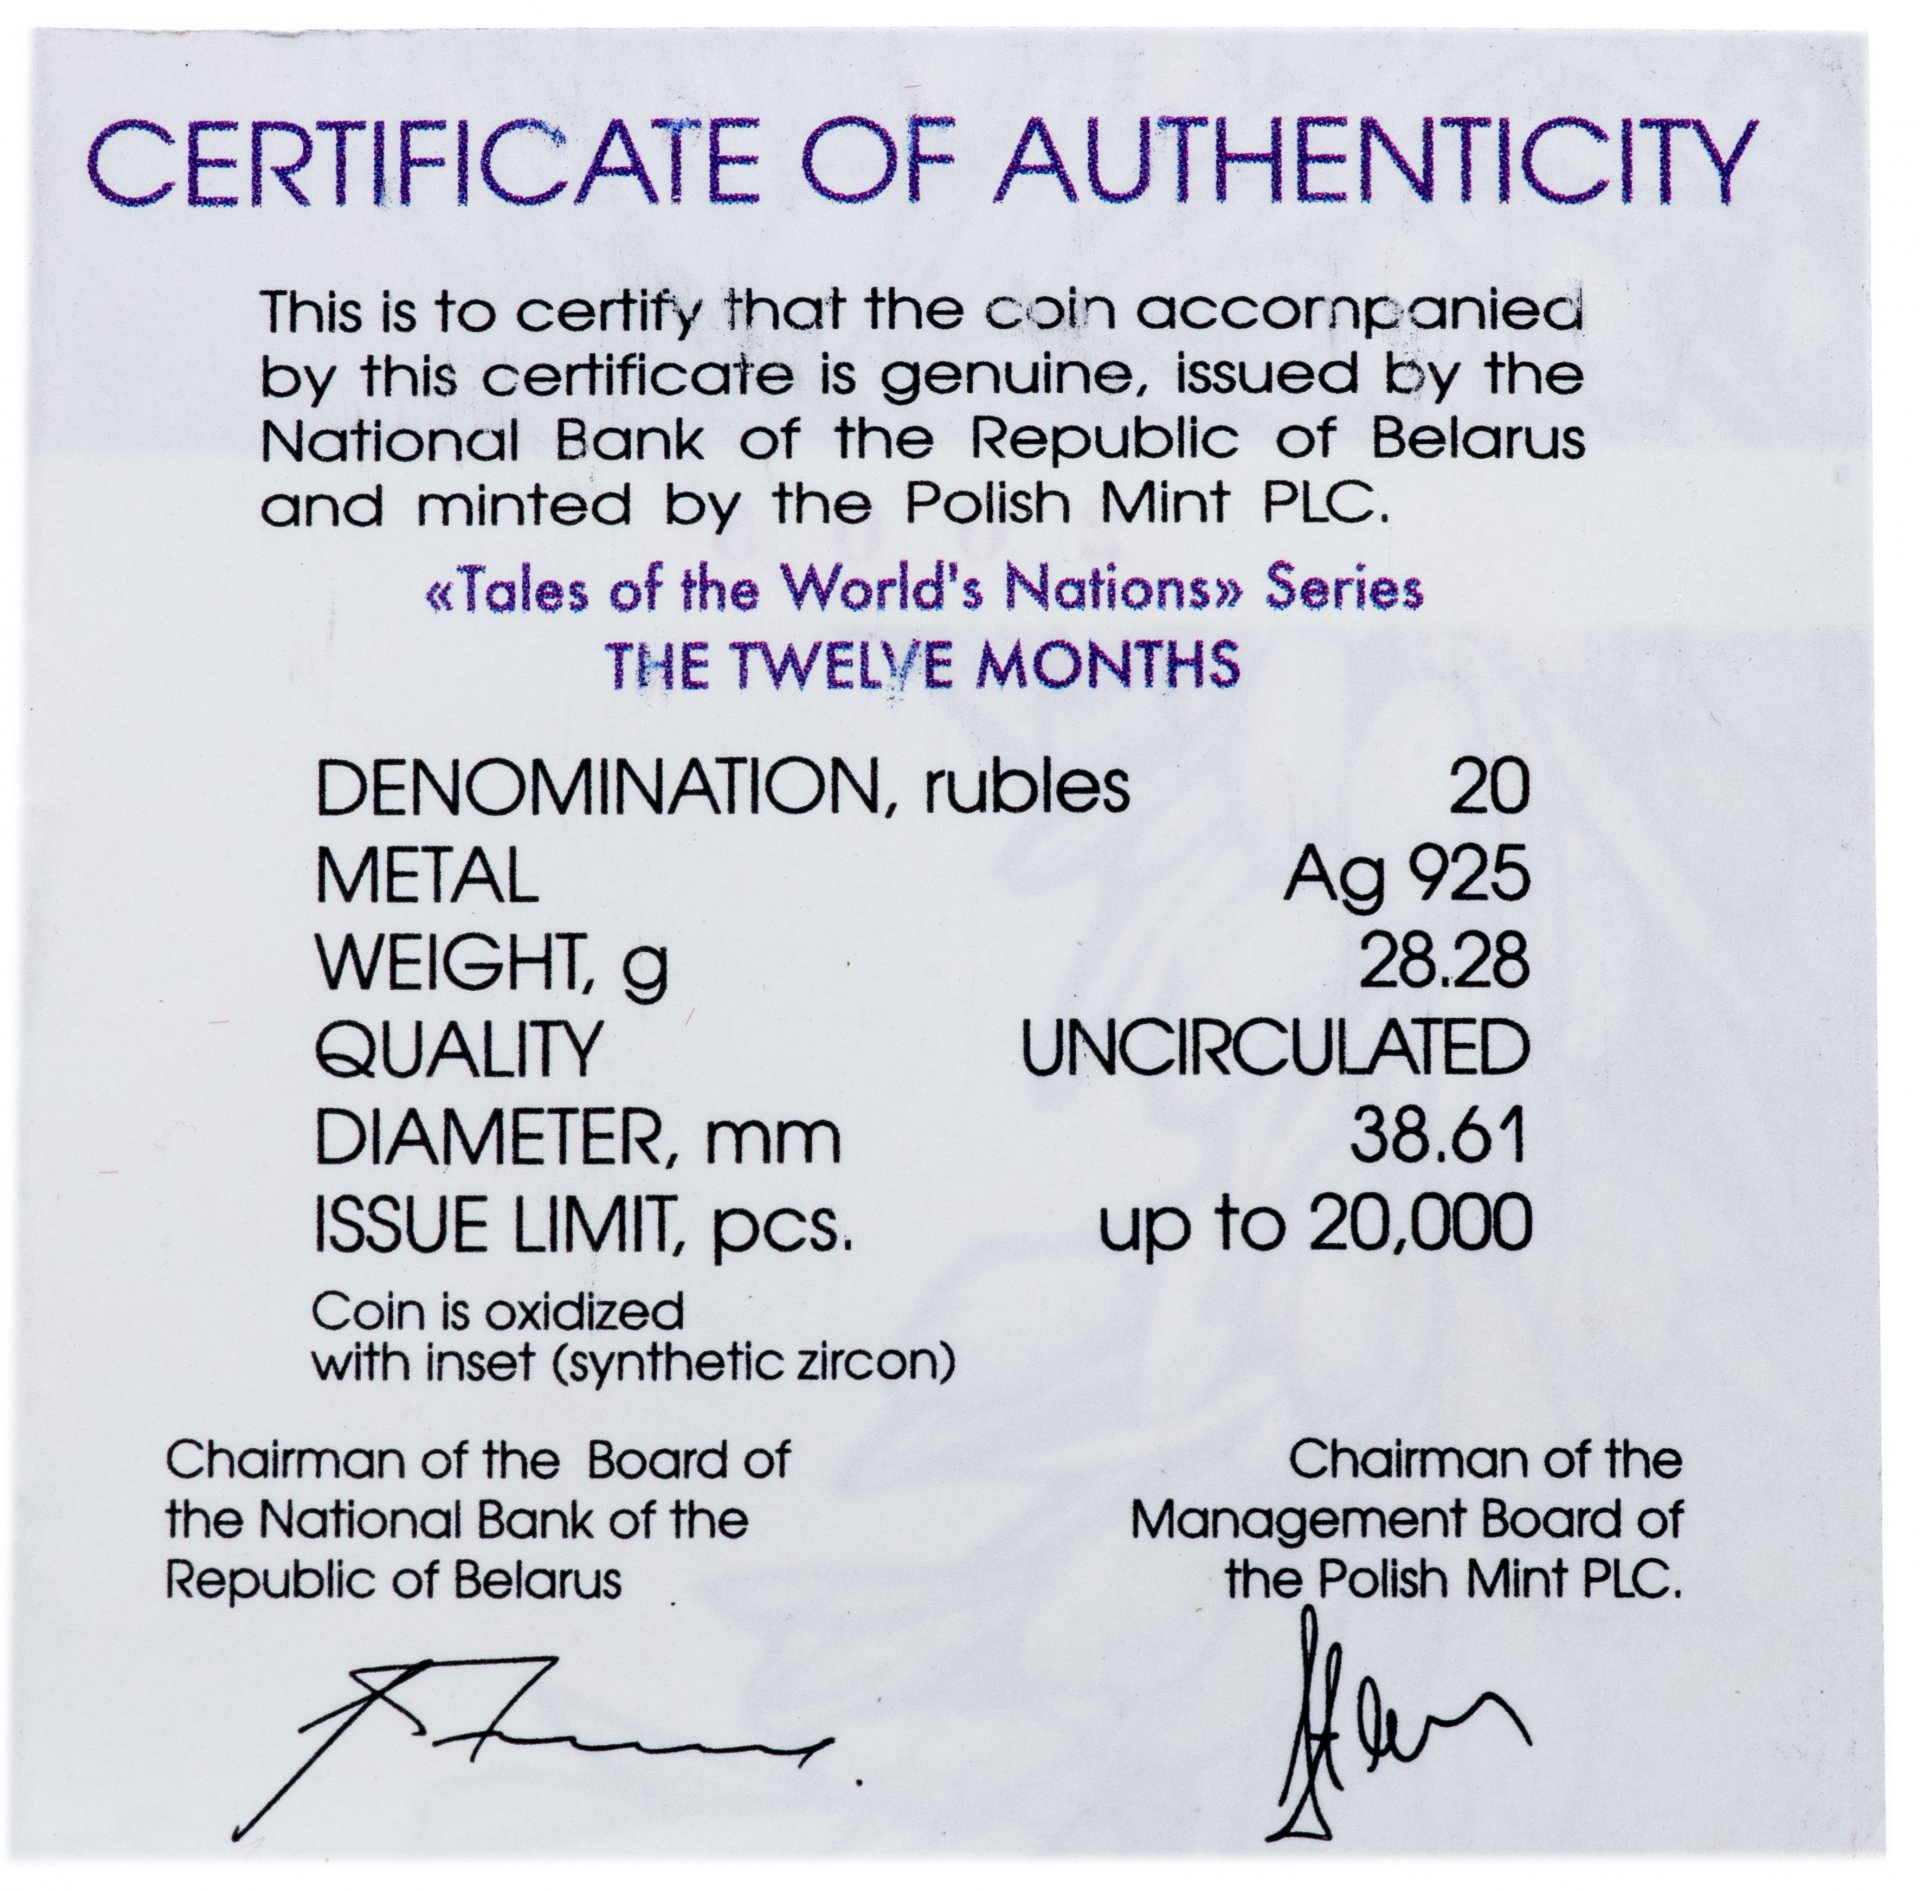 CERTIFICATE OF AUTHENTICITY
This is to certify that the coin accompanied
by this certificate is genuine, issued by the
National Bank of the Republic of Belarus
and minted by the Polish Mint PLC.
«Tales of the World's Nations» Series
THE TWELVE MONTHS
DENOMINATION, rubles 20
METAL Ag 925
WEIGHT, g 28.28
QUALITY UNCIRCULATED
DIAMETER, mm 38.61
ISSUE LIMIT, pcs. up to 20,000
Coin is oxidized
with inset (synthetic zircon)
Chairman of the Board of
the National Bank of the
Republic of Belarus
Chairman of the
Management Board of
the Polish Mint PLC.